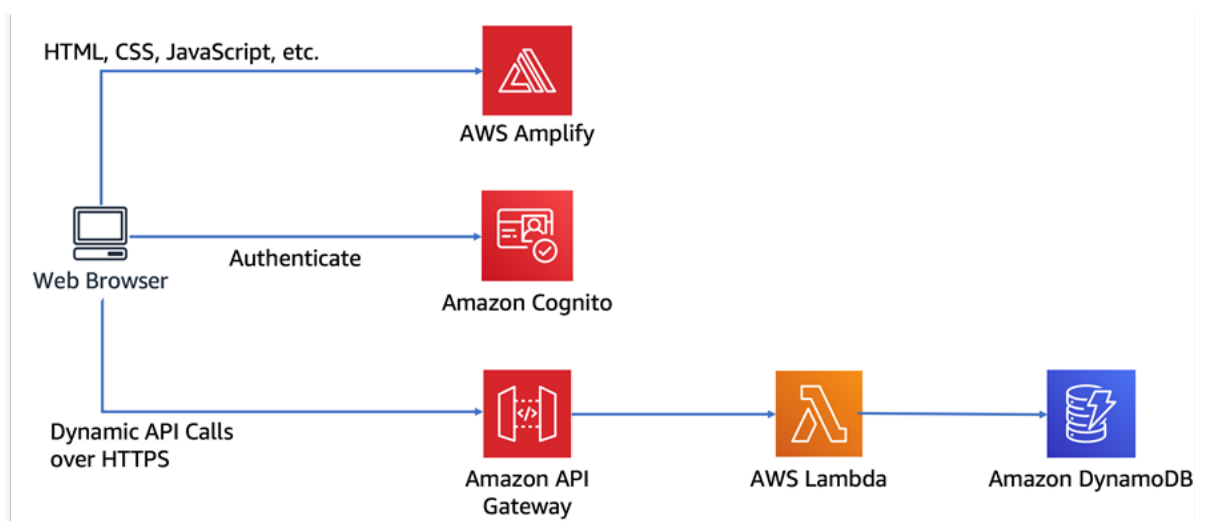 HTML, CSS, JavaScript, etc.
AWS Amplify
Authenticate
Web Browser
Amazon Cognito
Dynamic API Calls
over HTTPS
Amazon API
Gateway
AWS Lambda
Amazon DynamoDB